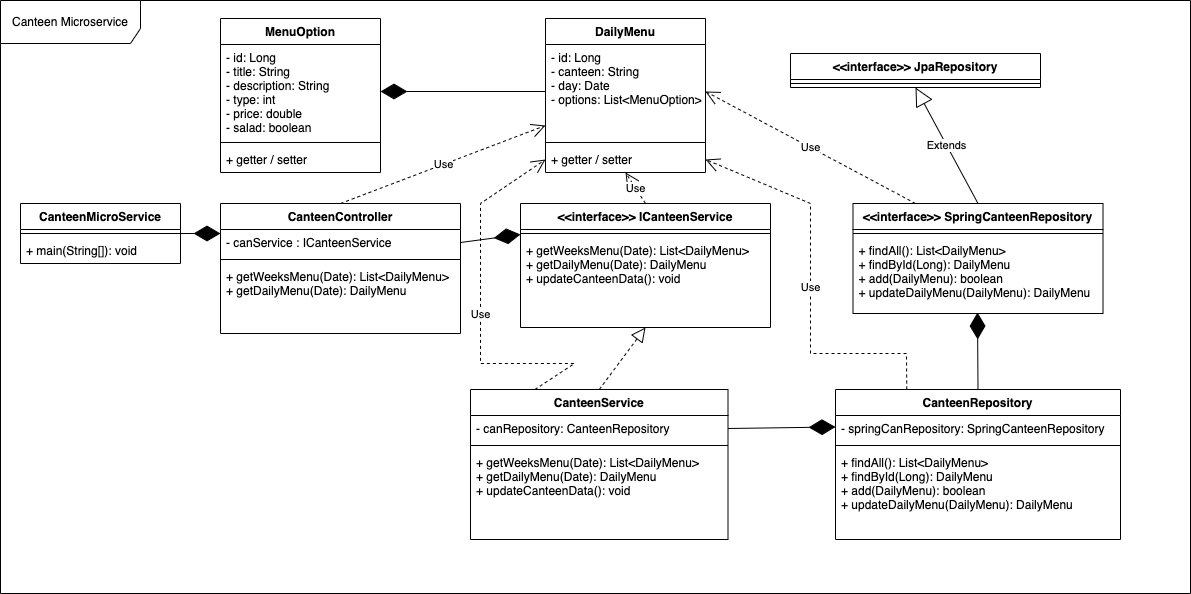 Canteen Microservice
MenuOption
- id: Long
- title: String
- description: String
- type: int
- price: double
- salad: boolean
+ getter / setter
DailyMenu
- id: Long
- canteen: String
- day: Date
- options: List<MenuOption>
+ getter / setter
<<interface>> JpaRepository
Extends
Use
Use
Use
Use
Use
CanteenMicroService
+ main(String[]): void
CanteenController
- canService : ICanteenService
+ getWeeksMenu(Date): List<DailyMenu>
+ getDailyMenu(Date): DailyMenu
<<interface>> ICanteenService
+ getWeeksMenu(Date): List<DailyMenu>
+ getDailyMenu(Date): DailyMenu
+ updateCanteenData(): void
<<interface>> SpringCanteenRepository
+ findAll(): List<DailyMenu>
+ findById(Long): DailyMenu
+ add(DailyMenu): boolean
+ updateDailyMenu(DailyMenu): DailyMenu
CanteenService
- canRepository: CanteenRepository
+ getWeeksMenu(Date): List<DailyMenu>
+ getDailyMenu(Date): DailyMenu
+ updateCanteenData(): void
CanteenRepository
- springCanRepository: SpringCanteenRepository
+ findAll(): List<DailyMenu>
+ findById(Long): DailyMenu
+ add(DailyMenu): boolean
+ updateDailyMenu(DailyMenu): DailyMenu